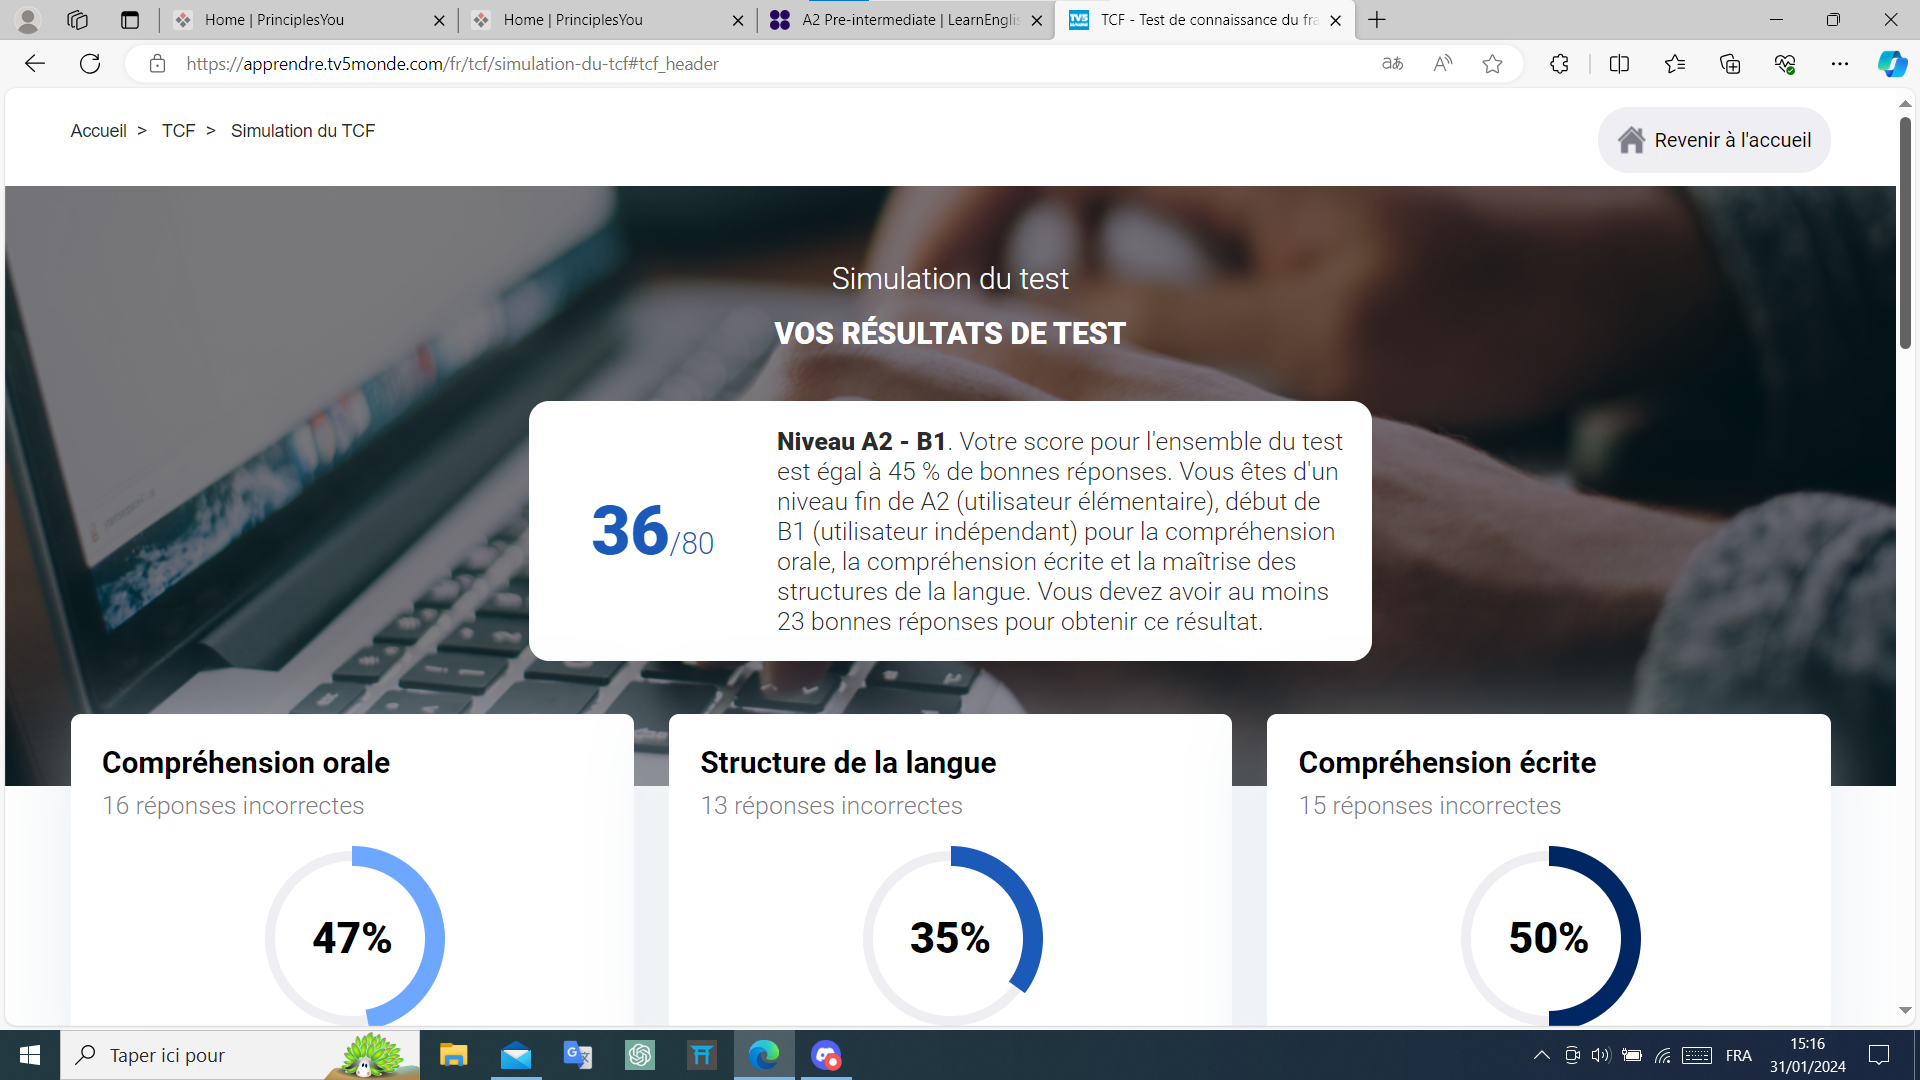 Home | PrinciplesYou
Home | PrinciplesYou
A2 Pre-intermediate | LearnEnglis
TV5 TCF - Test de connaissance du fra
https://apprendre.tv5monde.com/fr/tcf/simulation-du-tcf#tcf_header
Accueil > TCF > Simulation du TCF
Revenir à l'accueil
Simulation du test
VOS RÉSULTATS DE TEST
36/80
Niveau A2 - B1. Votre score pour l'ensemble du test
est égal à 45 % de bonnes réponses. Vous êtes d'un
niveau fin de A2 (utilisateur élémentaire), début de
B1 (utilisateur indépendant) pour la compréhension
orale, la compréhension écrite et la maîtrise des
structures de la langue. Vous devez avoir au moins
23 bonnes réponses pour obtenir ce résultat.
Compréhension orale
16 réponses incorrectes
47%
Structure de la langue
13 réponses incorrectes
35%
Compréhension écrite
15 réponses incorrectes
50%
Taper ici pour
FRA
15:16
31/01/2024